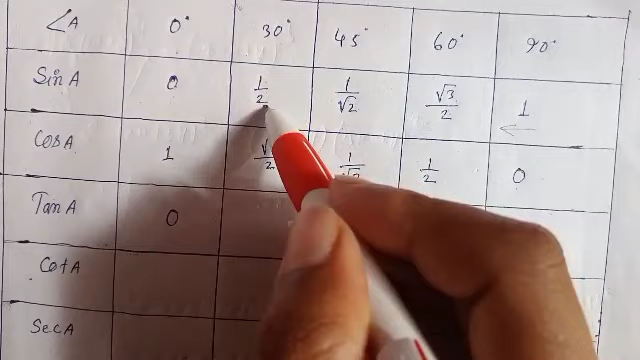 ∠A 0° 30° 45° 60° 90°
Sin A 0 1/2 1/√2 √3/2 1
Cos A 1 1/2 0
Tan A 0
Cot A
Sec A